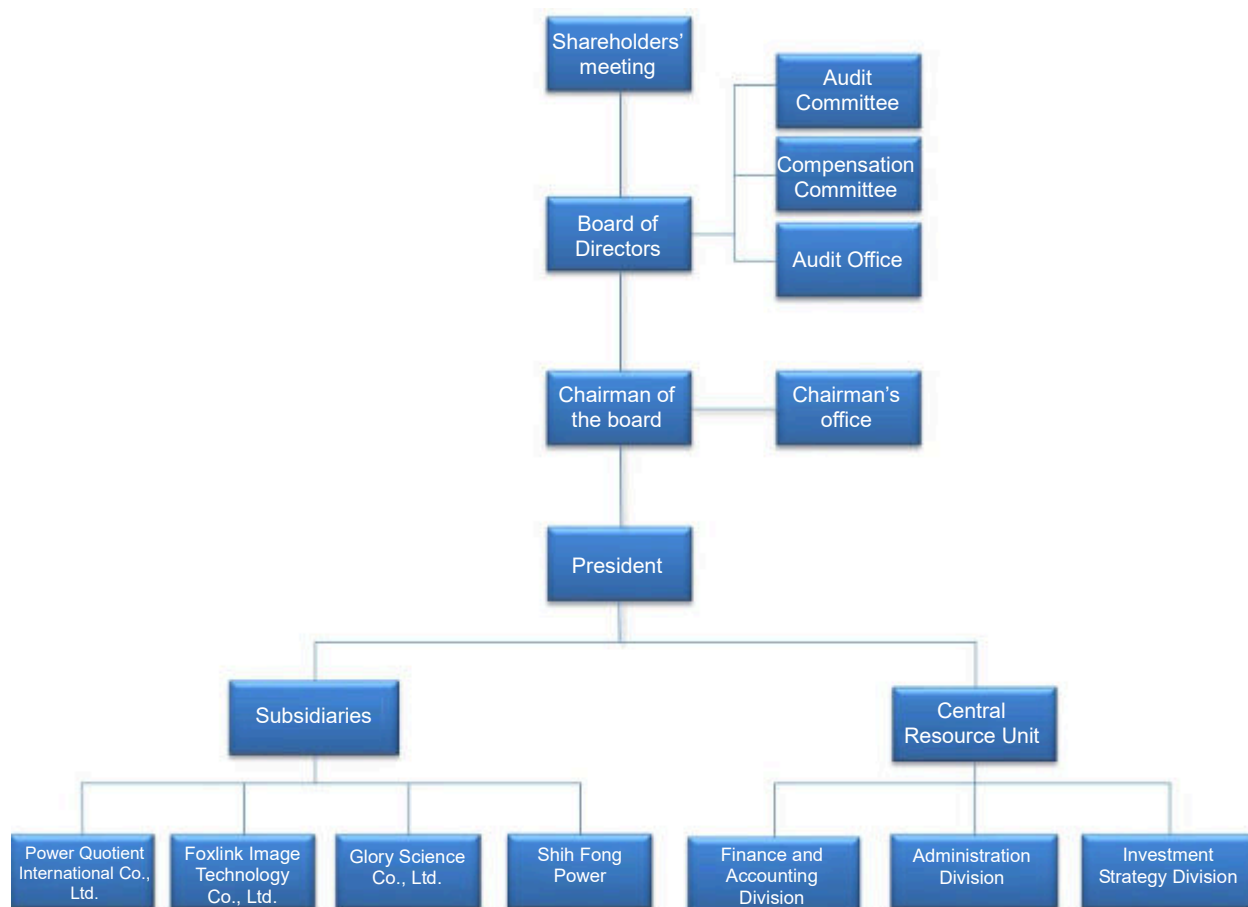 Shareholders’
meeting
Audit
Committee
Compensation
Committee
Board of
Directors
Audit Office
Chairman of
the board
Chairman’s
office
President
Subsidiaries
Central
Resource Unit
Power Quotient
International Co.,
Ltd.
Foxlink Image
Technology
Co., Ltd.
Glory Science
Co., Ltd.
Shih Fong
Power
Finance and
Accounting
Division
Administration
Division
Investment
Strategy Division